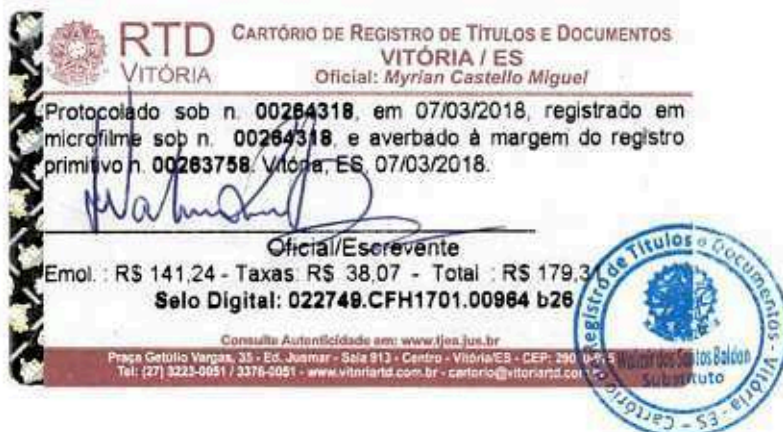 RTD
VITÓRIA
CARTÓRIO DE REGISTRO DE TÍTULOS E DOCUMENTOS
VITÓRIA / ES
Oficial: Myrian Castello Miguel
Protocolado sob n. 00264318, em 07/03/2018, registrado em
microfilme sob n. 00264318, e averbado à margem do registro
primitivo n. 00263758. Vitória, ES, 07/03/2018.
Oficial/Escrevente
Emol. : R$ 141,24 - Taxas: R$ 38,07 - Total : R$ 179,31
Selo Digital: 022749.CFH1701.00964 b26
Consulte Autenticidade em: www.tjes.jus.br
Praça Getúlio Vargas, 35 - Ed. Jusmar - Sala 913 - Centro - Vitória/ES - CEP:
Tel: (27) 3223-0051 / 3376-0051 - www.vitoriartd.com.br - cartorio@vitoriartd.com
Registro de Títulos e Documentos - Vitória - ES - Cartório
dos Santos
Substituto